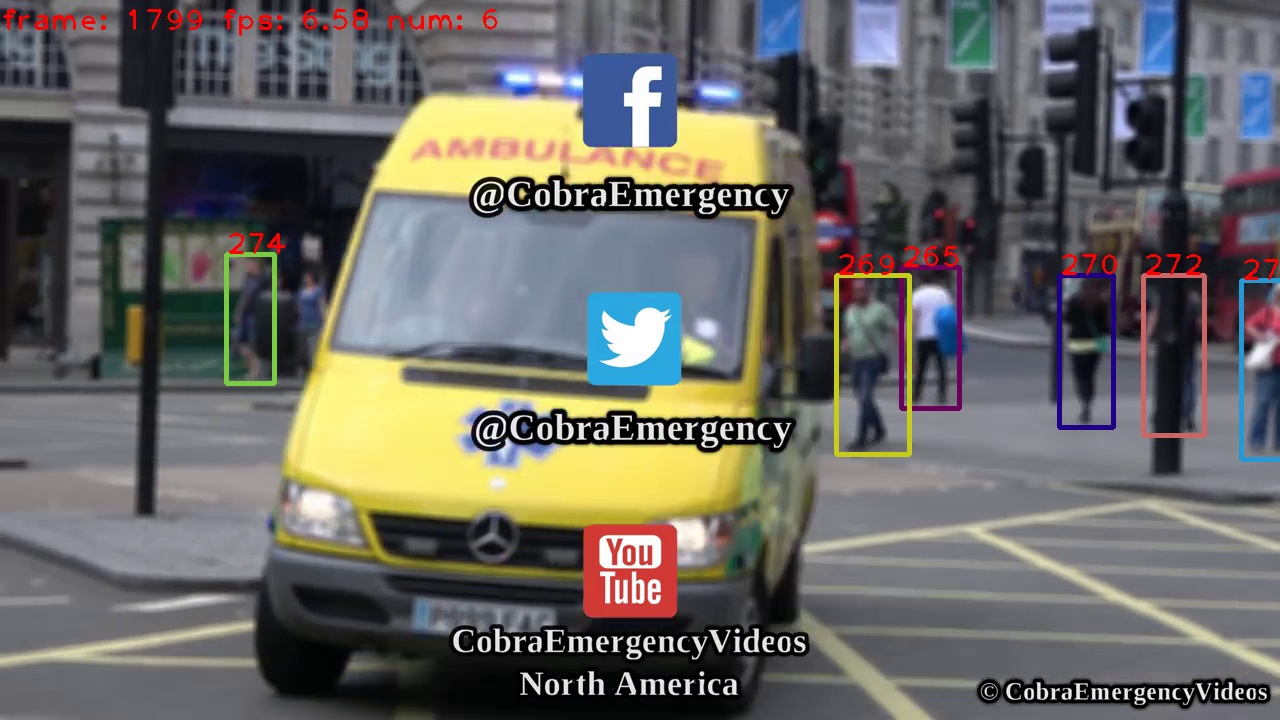 frame: 1799 fps: 6.58 num: 6
AMBULANCE
@CobraEmergency
274
269
265
270
272
27
@CobraEmergency
You
Tube
CobraEmergencyVideos
North America
© CobraEmergencyVideos